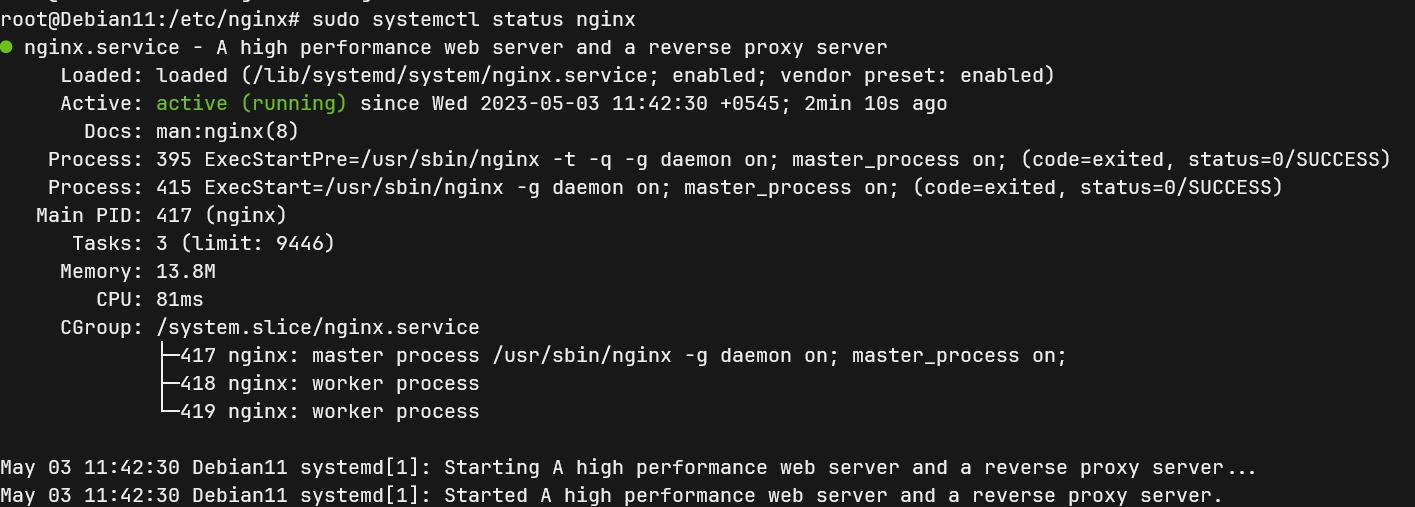 root@Debian11:/etc/nginx# sudo systemctl status nginx
● nginx.service - A high performance web server and a reverse proxy server
     Loaded: loaded (/lib/systemd/system/nginx.service; enabled; vendor preset: enabled)
     Active: active (running) since Wed 2023-05-03 11:42:30 +0545; 2min 10s ago
       Docs: man:nginx(8)
    Process: 395 ExecStartPre=/usr/sbin/nginx -t -q -g daemon on; master_process on; (code=exited, status=0/SUCCESS)
    Process: 415 ExecStart=/usr/sbin/nginx -g daemon on; master_process on; (code=exited, status=0/SUCCESS)
   Main PID: 417 (nginx)
      Tasks: 3 (limit: 9446)
     Memory: 13.8M
        CPU: 81ms
     CGroup: /system.slice/nginx.service
             ├─417 nginx: master process /usr/sbin/nginx -g daemon on; master_process on;
             ├─418 nginx: worker process
             └─419 nginx: worker process

May 03 11:42:30 Debian11 systemd[1]: Starting A high performance web server and a reverse proxy server...
May 03 11:42:30 Debian11 systemd[1]: Started A high performance web server and a reverse proxy server.